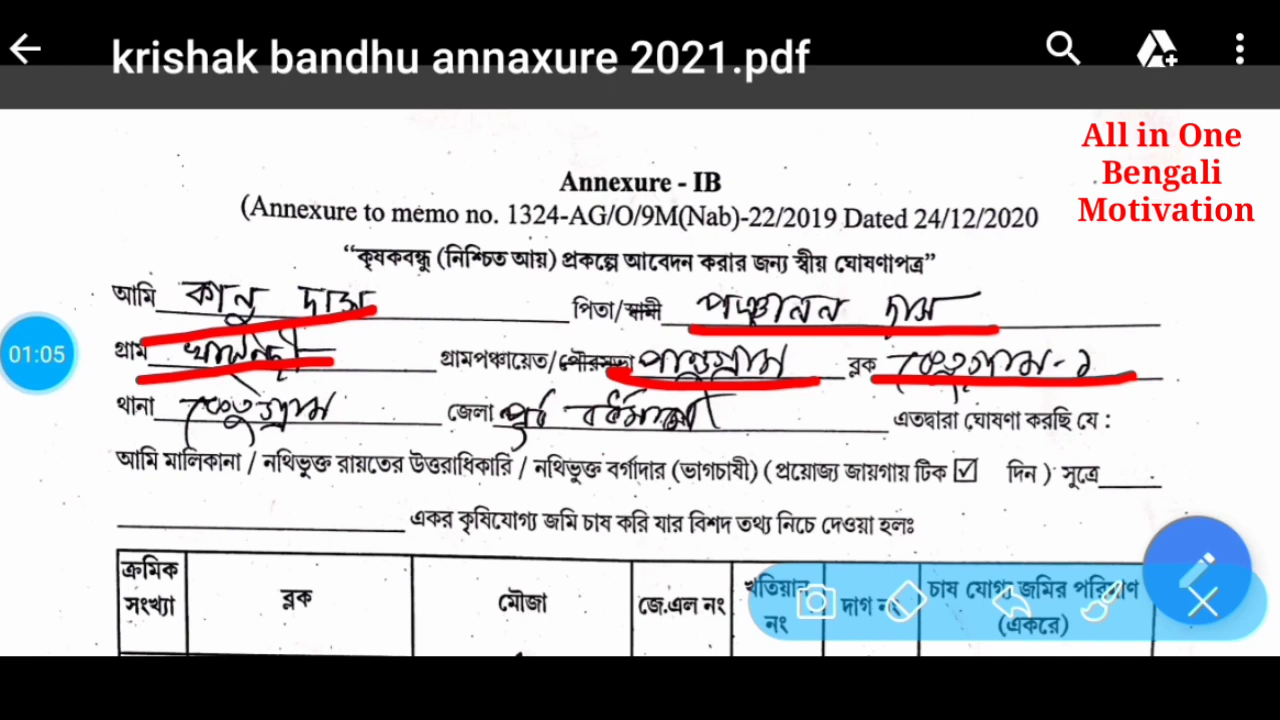 krishak bandhu annaxure 2021.pdf
All in One
Bengali
Motivation
Annexure - IB
(Annexure to memo no. 1324-AG/O/9M(Nab)-22/2019 Dated 24/12/2020
“কৃষকবন্ধু (নিশ্চিত আয়) প্রকল্পে আবেদন করার জন্য স্বীয় ঘোষণাপত্র”
আমি কানু দাস পিতা/স্বামী পঞ্চানন দাস
গ্রাম গ্রামপঞ্চায়েত/পৌরসভা পাণ্ডুগ্রাম ব্লক কেতুগ্রাম-১
01:05
থানা কেতুগ্রাম জেলা পূর্ব বর্ধমান এতদ্বারা ঘোষণা করছি যে :
আমি মালিকানা / নথিভুক্ত রায়তের উত্তরাধিকারি / নথিভুক্ত বর্গাদার (ভাগচাষী) ( প্রয়োজ্য জায়গায় টিক ☑ দিন ) সুত্রে
একর কৃষিযোগ্য জমি চাষ করি যার বিশদ তথ্য নিচে দেওয়া হলঃ
ক্রমিক সংখ্যা ব্লক মৌজা জে.এল নং খতিয়ান নং দাগ নং চাষ যোগ্য জমির পরিমাণ (একরে)